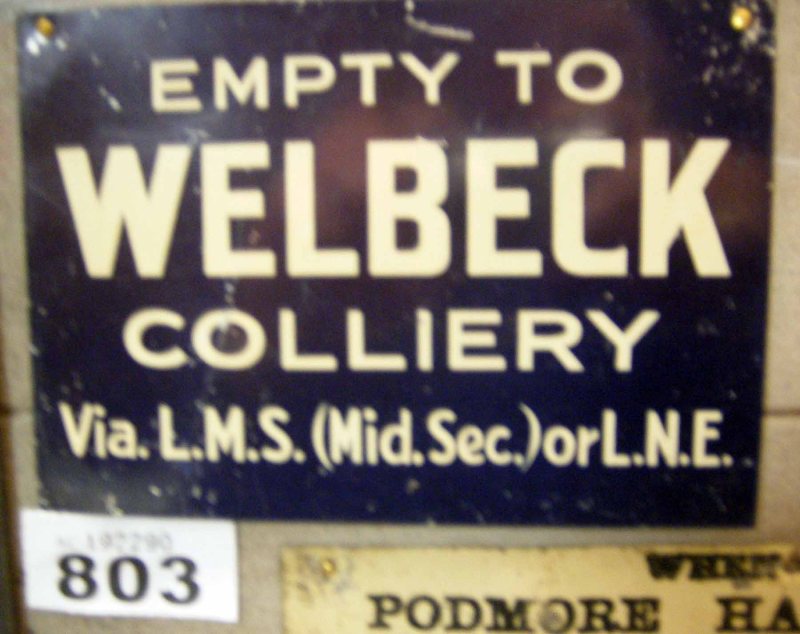 EMPTY TO
WELBECK
COLLIERY
Via. L.M.S. (Mid. Sec.) or L.N.E.
803
PODMORE HA